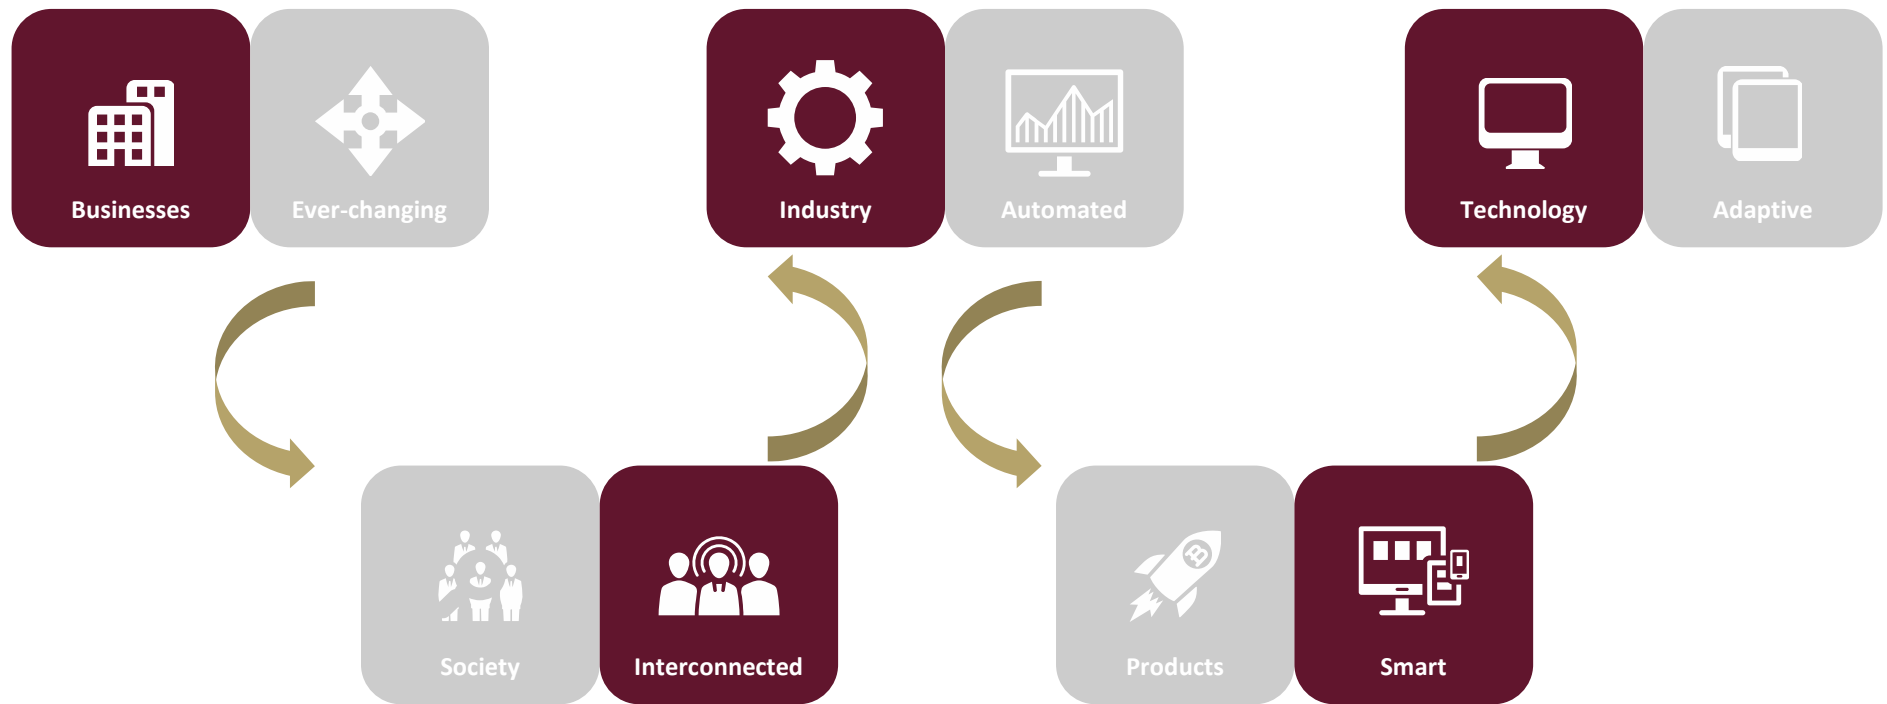 Businesses
Ever-changing
Industry
Automated
Technology
Adaptive
Society
Interconnected
Products
Smart